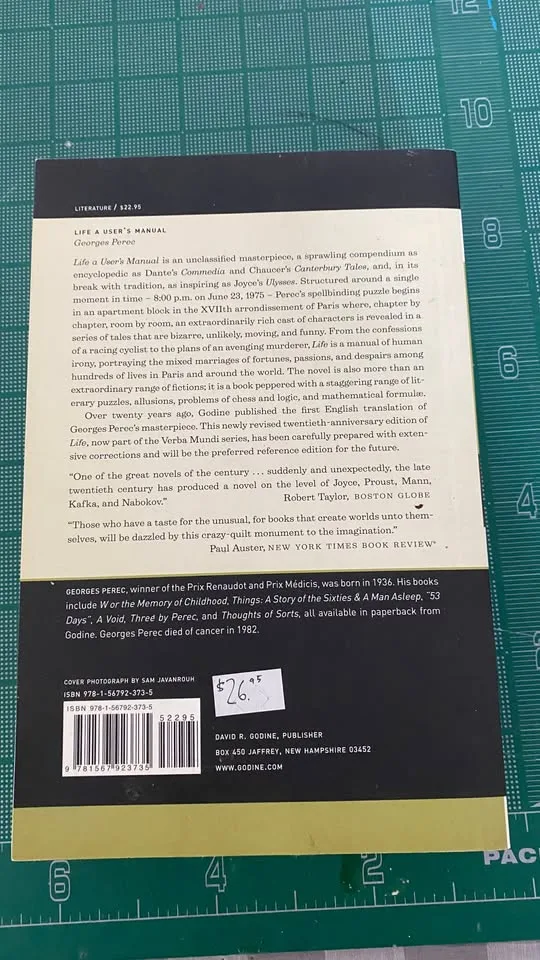 12
10
8
6
4
LITERATURE / $22.95
LIFE A USER'S MANUAL
Georges Perec
Life a User's Manual is an unclassified masterpiece, a sprawling compendium as
encyclopedic as Dante's Commedia and Chaucer's Canterbury Tales, and, in its
break with tradition, as inspiring as Joyce's Ulysses. Structured around a single
moment in time – 8:00 p.m. on June 23, 1975 – Perec's spellbinding puzzle begins
in an apartment block in the XVIIth arrondissement of Paris where, chapter by
chapter, room by room, an extraordinarily rich cast of characters is revealed in a
series of tales that are bizarre, unlikely, moving, and funny. From the confessions
of a racing cyclist to the plans of an avenging murderer, Life is a manual of human
irony, portraying the mixed marriages of fortunes, passions, and despairs among
hundreds of lives in Paris and around the world. The novel is also more than an
extraordinary range of fictions; it is a book peppered with a staggering range of lit-
erary puzzles, allusions, problems of chess and logic, and mathematical formulæ.
Over twenty years ago, Godine published the first English translation of
Georges Perec's masterpiece. This newly revised twentieth-anniversary edition of
Life, now part of the Verba Mundi series, has been carefully prepared with exten-
sive corrections and will be the preferred reference edition for the future.
"One of the great novels of the century ... suddenly and unexpectedly, the late
twentieth century has produced a novel on the level of Joyce, Proust, Mann,
Kafka, and Nabokov." Robert Taylor, BOSTON GLOBE
"Those who have a taste for the unusual, for books that create worlds unto them-
selves, will be dazzled by this crazy-quilt monument to the imagination."
Paul Auster, NEW YORK TIMES BOOK REVIEW
GEORGES PEREC, winner of the Prix Renaudot and Prix Médicis, was born in 1936. His books
include W or the Memory of Childhood, Things: A Story of the Sixties & A Man Asleep, "53
Days", A Void, Three by Perec, and Thoughts of Sorts, all available in paperback from
Godine. Georges Perec died of cancer in 1982.
COVER PHOTOGRAPH BY SAM JAVANROUH
ISBN 978-1-56792-373-5
ISBN 978-1-56792-373-5
52295
9 781567 923735
$26.95
DAVID R. GODINE, PUBLISHER
BOX 450 JAFFREY, NEW HAMPSHIRE 03452
WWW.GODINE.COM
PAC
6
4
2